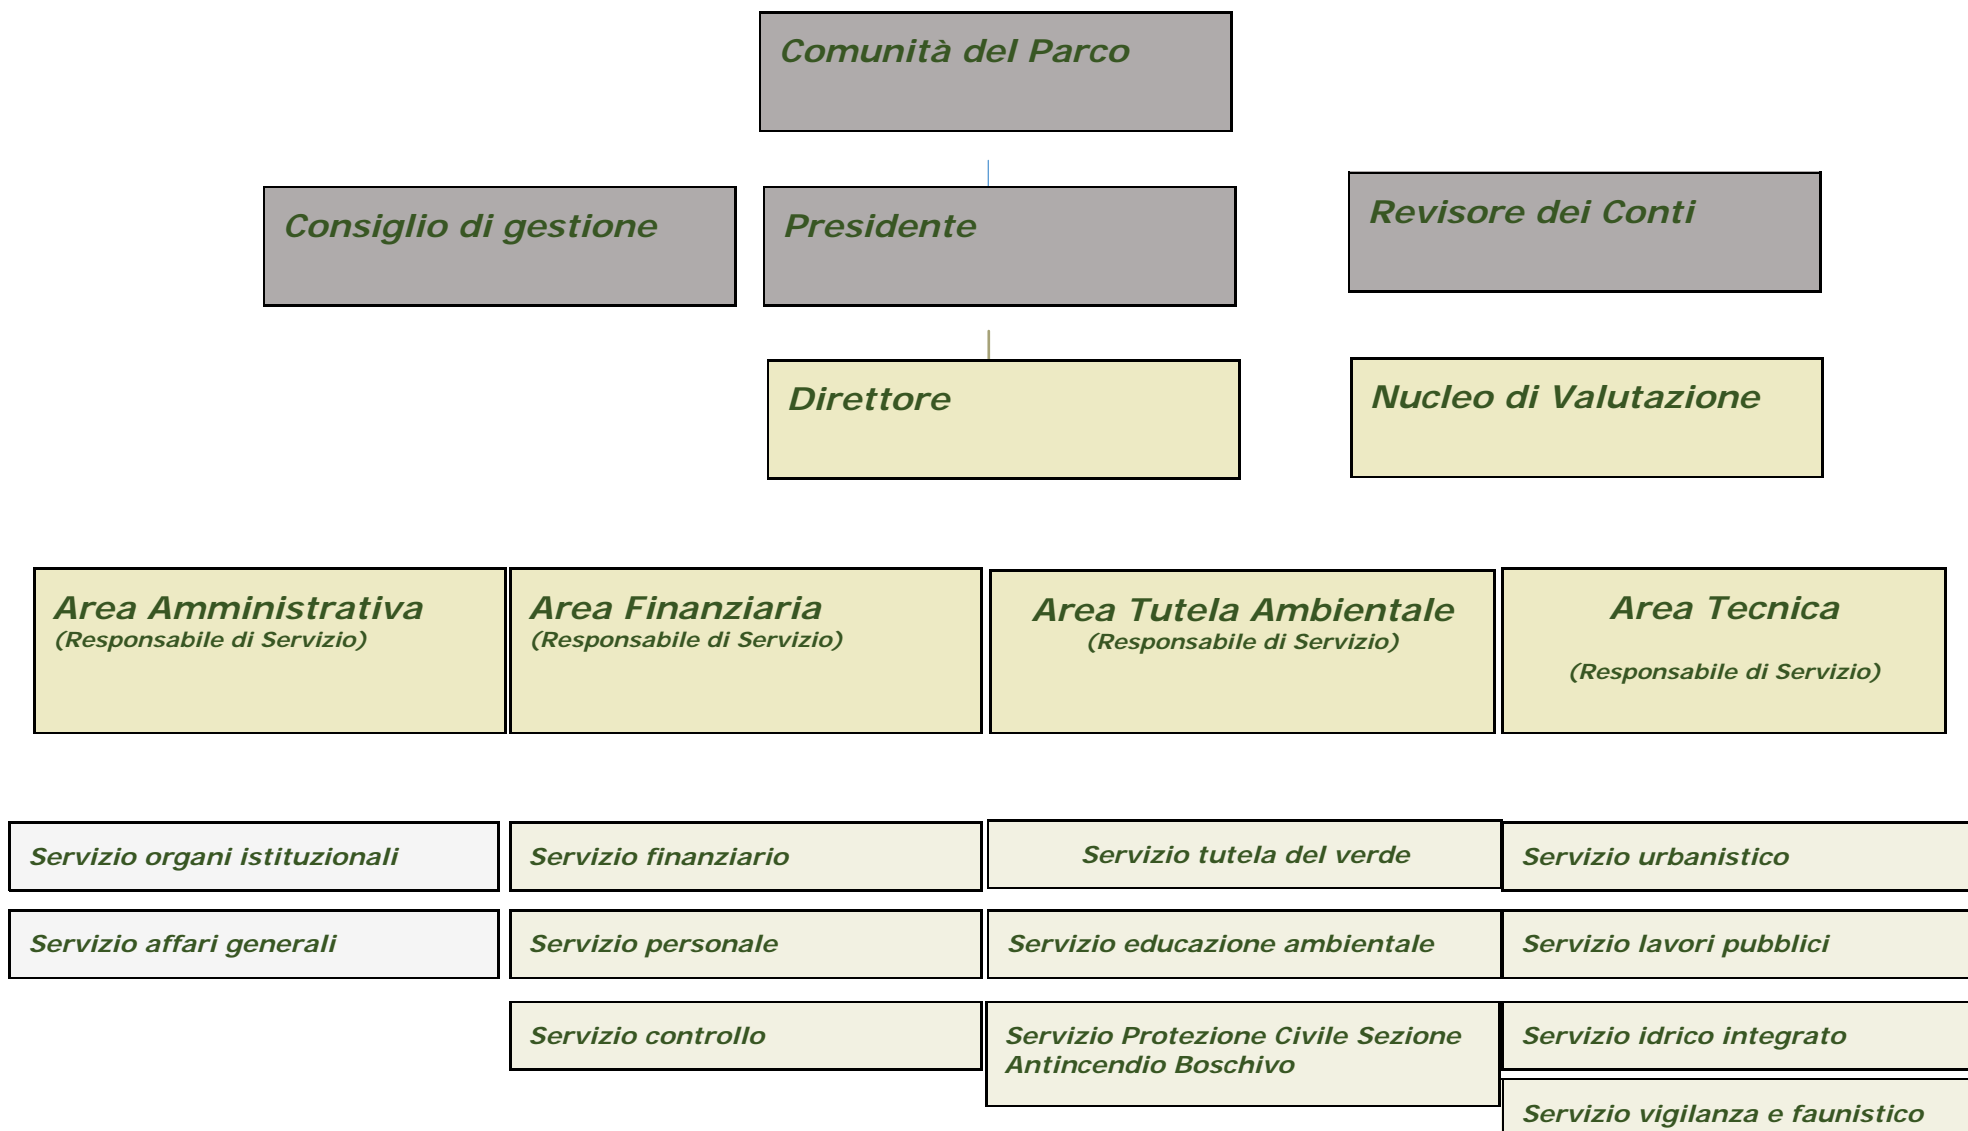 Comunità del Parco
Consiglio di gestione
Presidente
Revisore dei Conti
Direttore
Nucleo di Valutazione
Area Amministrativa
(Responsabile di Servizio)
Area Finanziaria
(Responsabile di Servizio)
Area Tutela Ambientale
(Responsabile di Servizio)
Area Tecnica
(Responsabile di Servizio)
Servizio organi istituzionali
Servizio finanziario
Servizio tutela del verde
Servizio urbanistico
Servizio affari generali
Servizio personale
Servizio educazione ambientale
Servizio lavori pubblici
Servizio controllo
Servizio Protezione Civile Sezione
Antincendio Boschivo
Servizio idrico integrato
Servizio vigilanza e faunistico